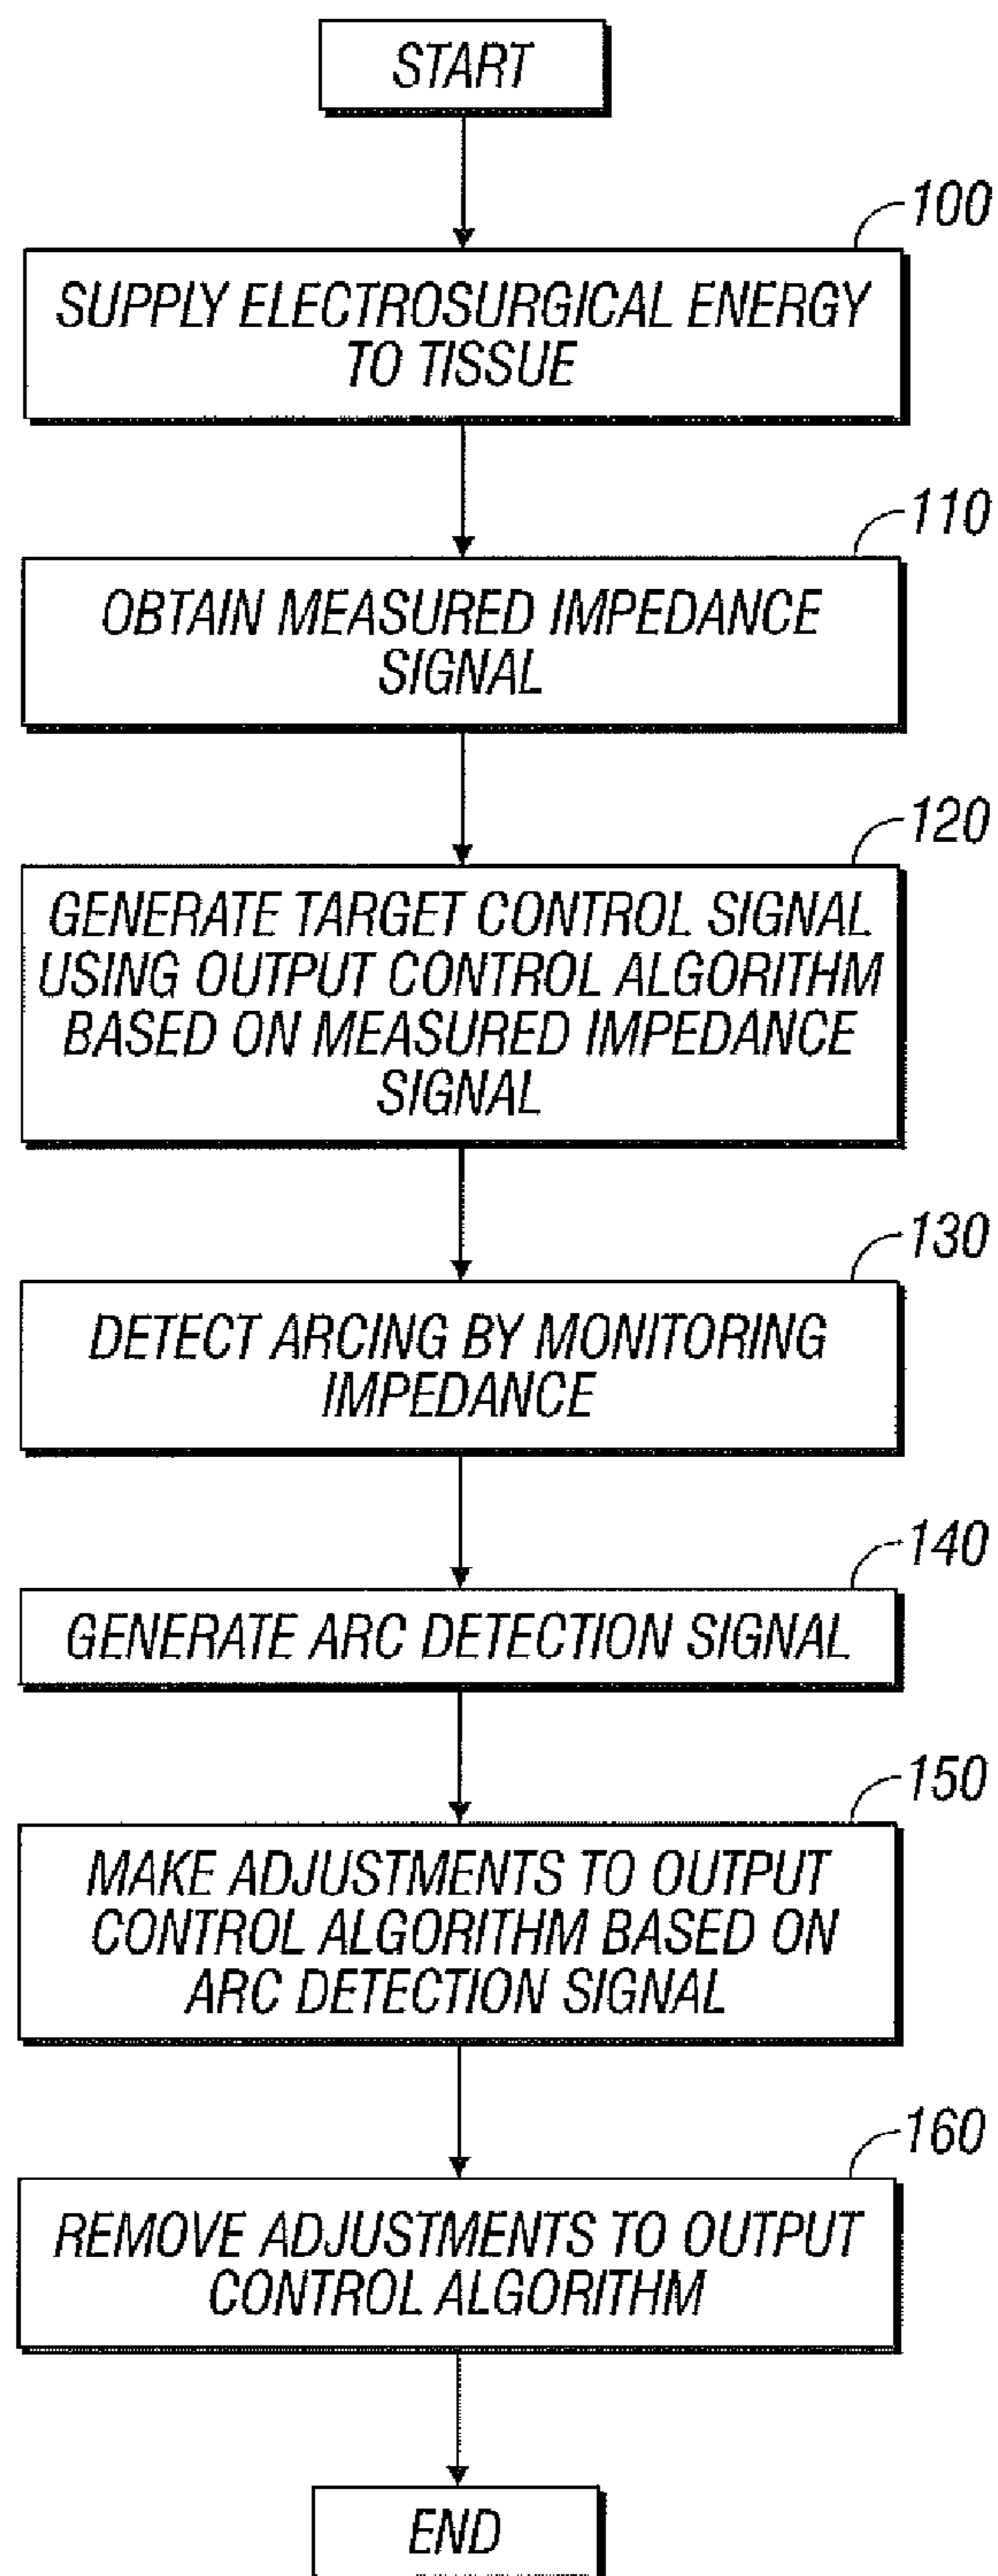 START
100
SUPPLY ELECTROSURGICAL ENERGY
TO TISSUE
110
OBTAIN MEASURED IMPEDANCE
SIGNAL
120
GENERATE TARGET CONTROL SIGNAL
USING OUTPUT CONTROL ALGORITHM
BASED ON MEASURED IMPEDANCE
SIGNAL
130
DETECT ARCING BY MONITORING
IMPEDANCE
140
GENERATE ARC DETECTION SIGNAL
150
MAKE ADJUSTMENTS TO OUTPUT
CONTROL ALGORITHM BASED ON
ARC DETECTION SIGNAL
160
REMOVE ADJUSTMENTS TO OUTPUT
CONTROL ALGORITHM
END